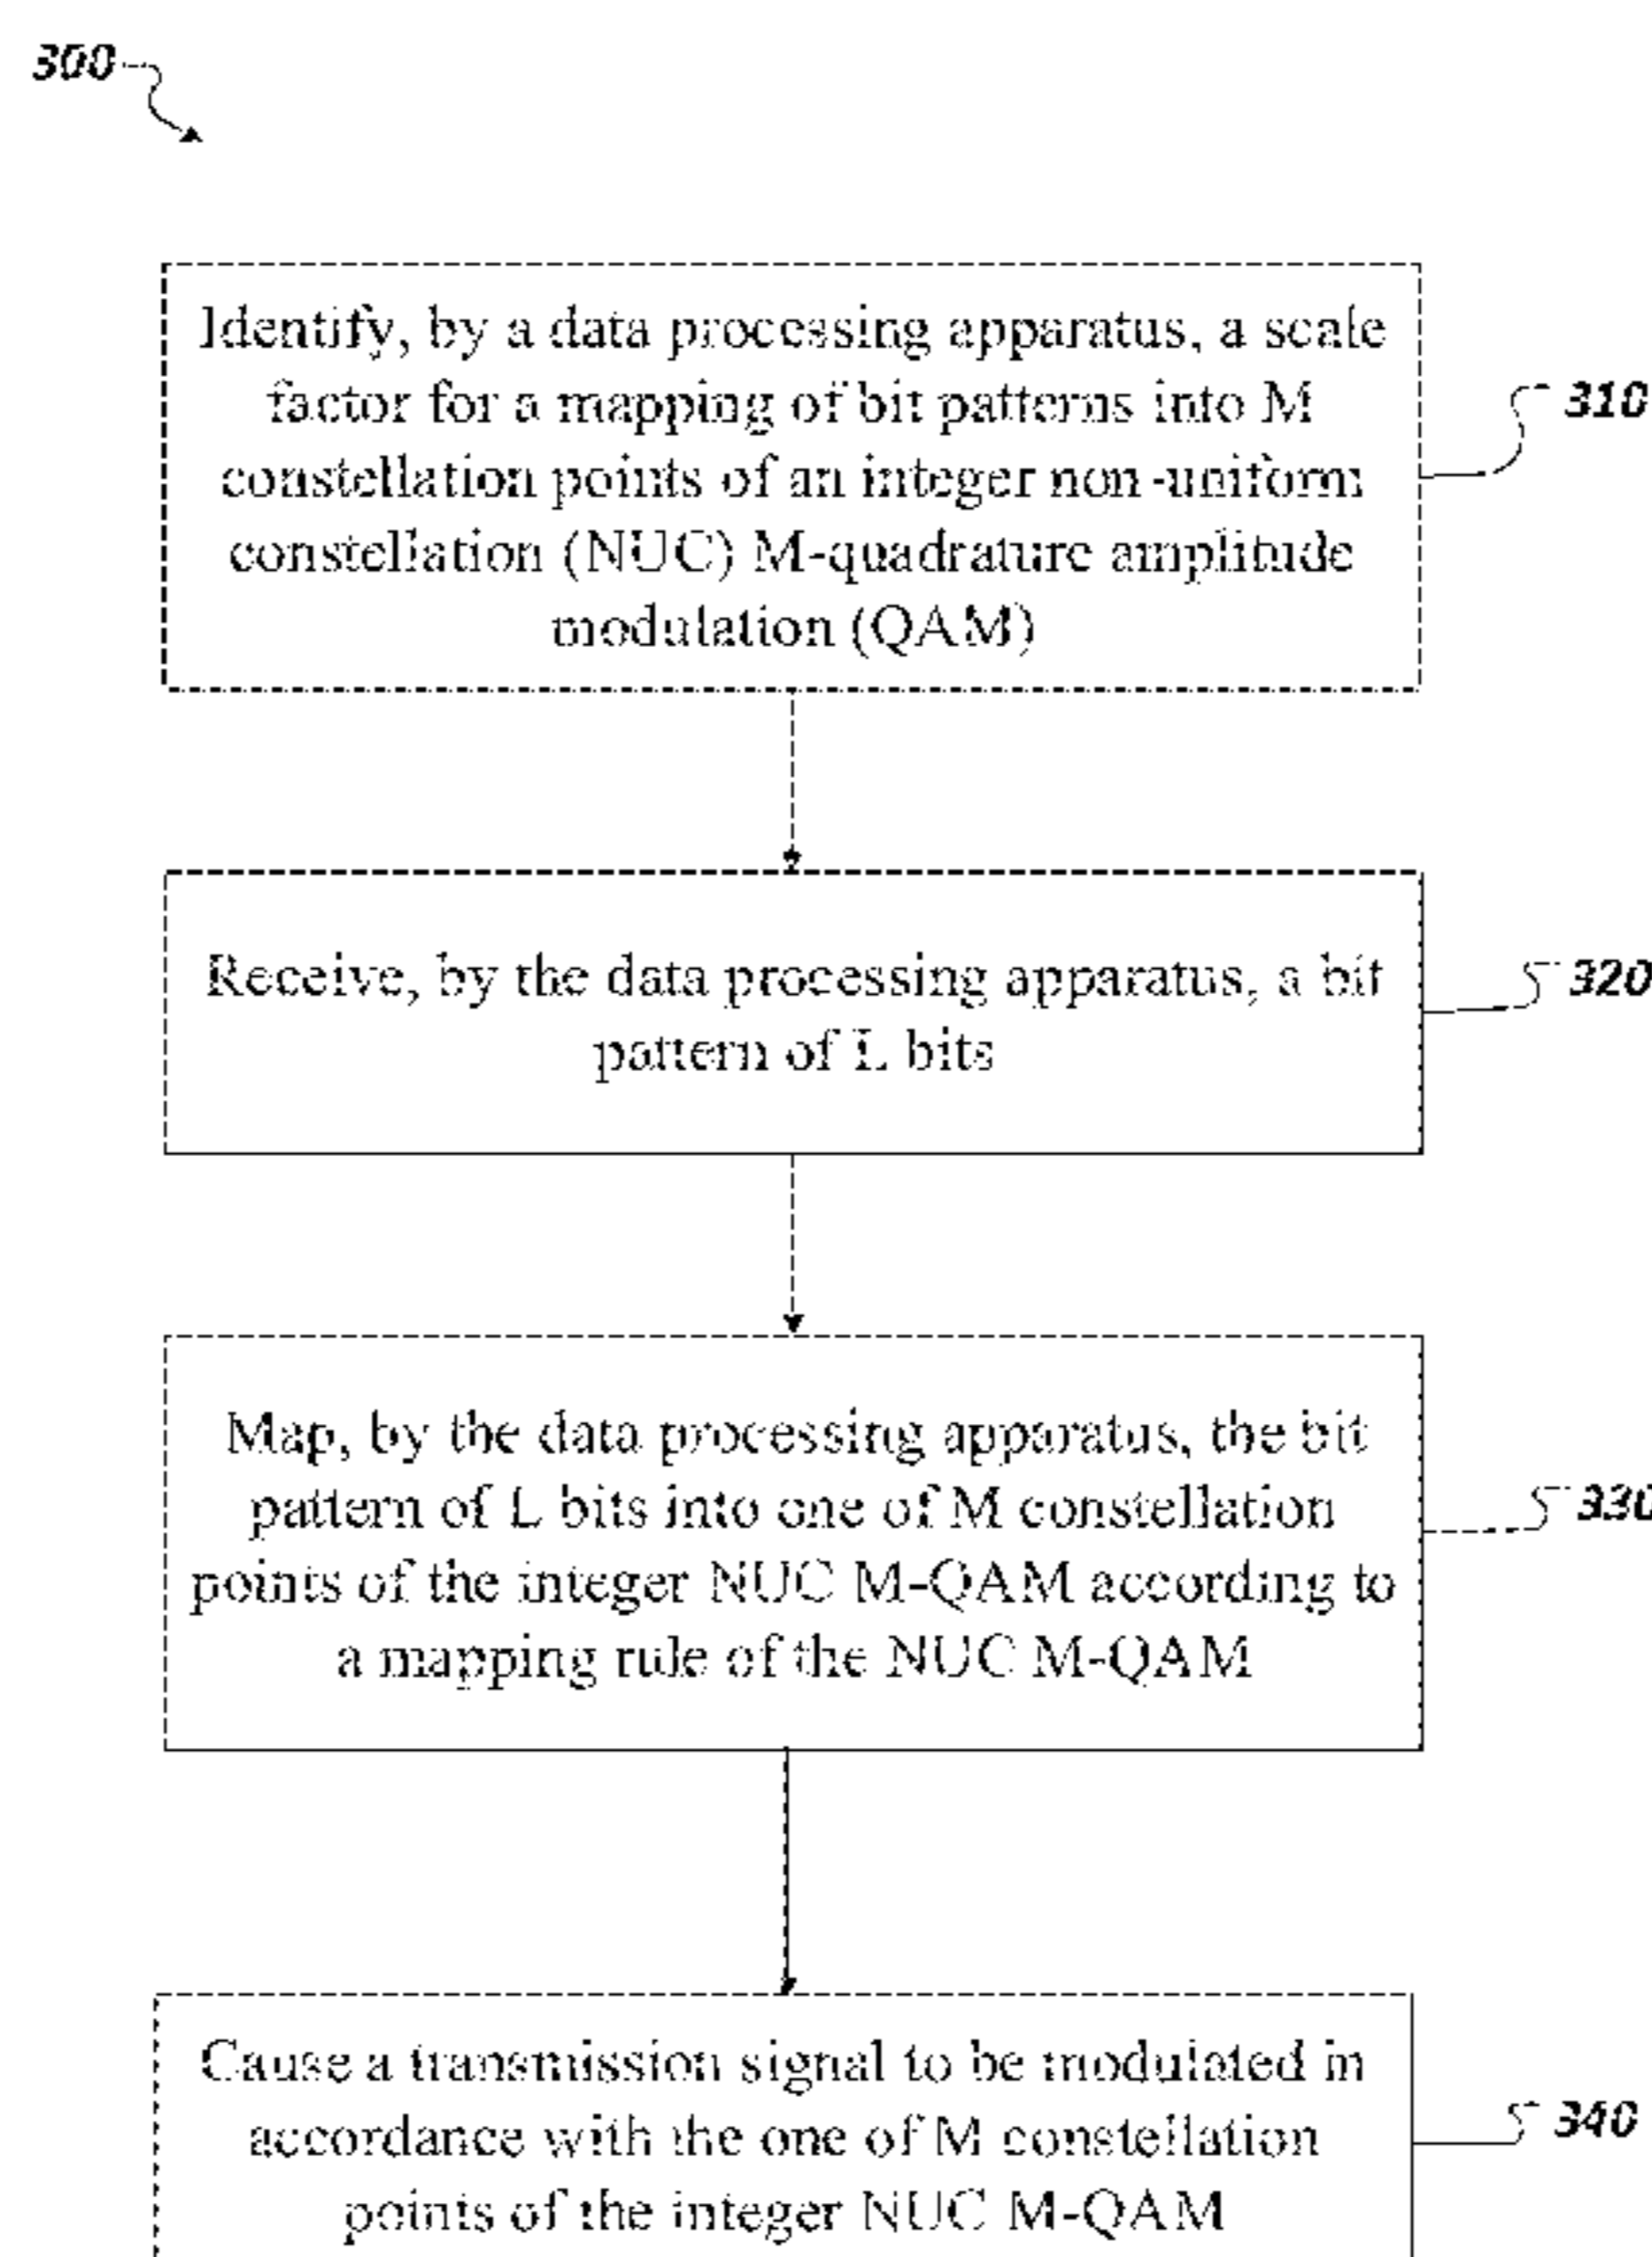 300
Identify, by a data processing apparatus, a scale
factor for a mapping of bit patterns into M
constellation points of an integer non-uniform
constellation (NUC) M-quadrature amplitude
modulation (QAM)
310
Receive, by the data processing apparatus, a bit
pattern of L bits
320
Map, by the data processing apparatus, the bit
pattern of L bits into one of M constellation
points of the integer NUC M-QAM according to
a mapping rule of the NUC M-QAM
330
Cause a transmission signal to be modulated in
accordance with the one of M constellation
points of the integer NUC M-QAM
340